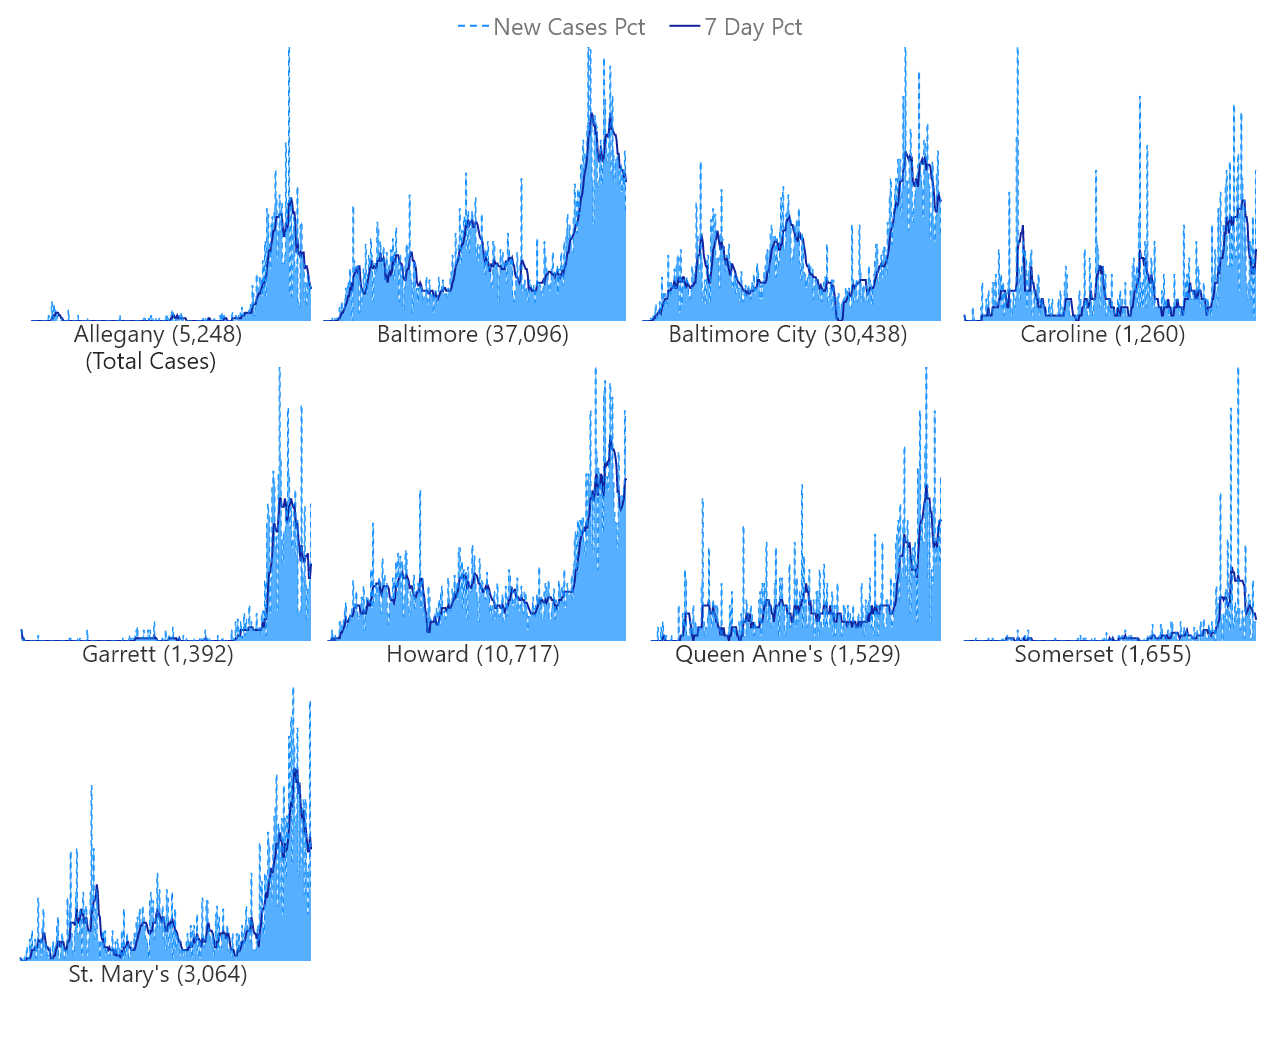 New Cases Pct 7 Day Pct
Allegany (5,248) Baltimore (37,096) Baltimore City (30,438) Caroline (1,260)
(Total Cases)
Garrett (1,392) Howard (10,717) Queen Anne's (1,529) Somerset (1,655)
St. Mary's (3,064)